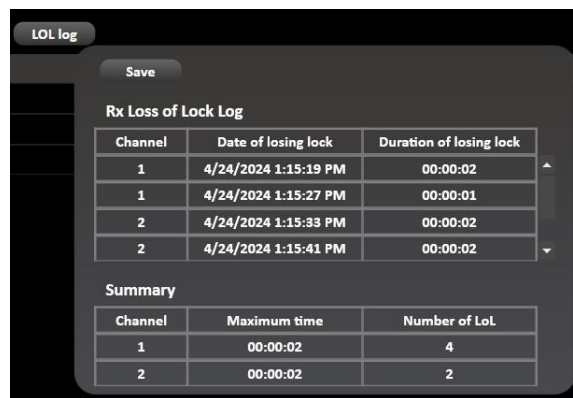 LOL log
Save
Rx Loss of Lock Log
Channel Date of losing lock Duration of losing lock
1 4/24/2024 1:15:19 PM 00:00:02
1 4/24/2024 1:15:27 PM 00:00:01
2 4/24/2024 1:15:33 PM 00:00:02
2 4/24/2024 1:15:41 PM 00:00:02
Summary
Channel Maximum time Number of LoL
1 00:00:02 4
2 00:00:02 2